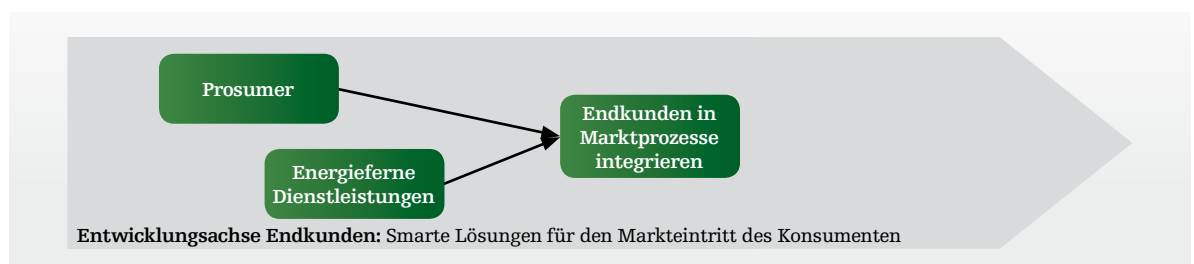 Prosumer
Endkunden in
Marktprozesse
integrieren
Energieferne
Dienstleistungen
Entwicklungsachse Endkunden: Smarte Lösungen für den Markteintritt des Konsumenten